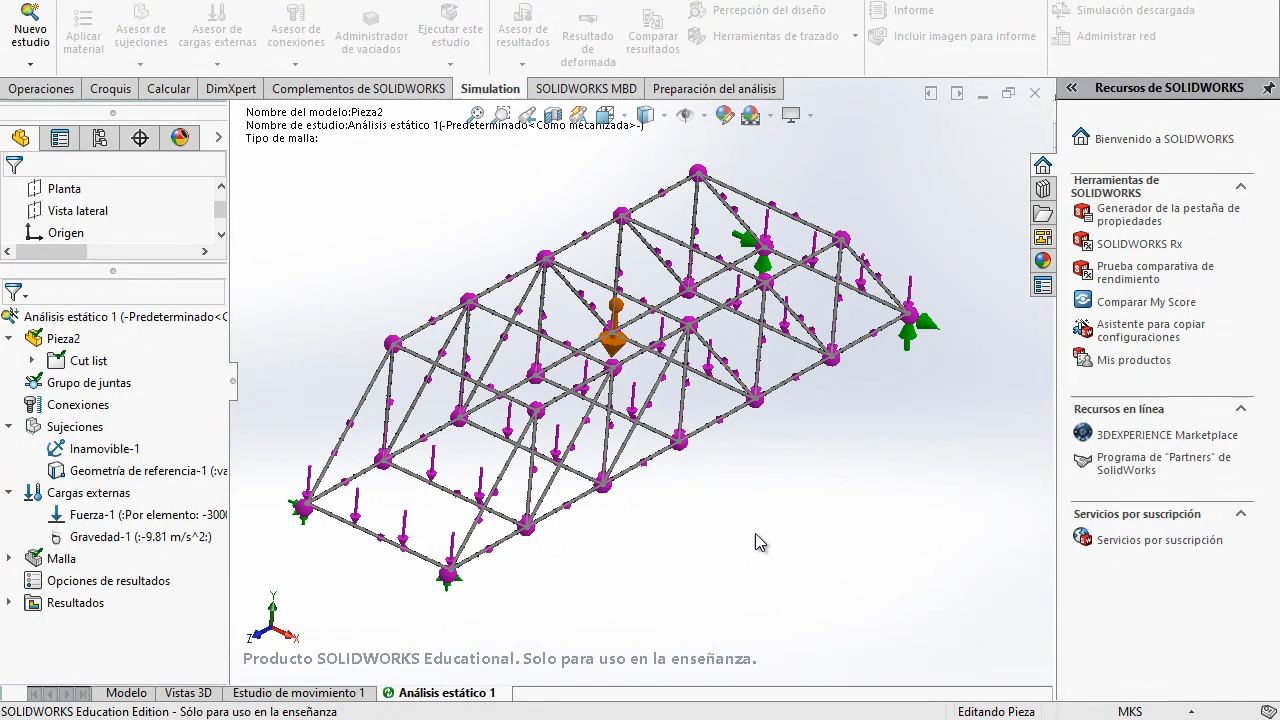 Nuevo
estudio
Aplicar
material
Asesor de
sujeciones
Asesor de
cargas externas
Asesor de
conexiones
Administrador
de vaciados
Ejecutar este
estudio
Asesor de
resultados
Resultado
de
deformada
Comparar
resultados
Percepción del diseño
Herramientas de trazado
Informe
Incluir imagen para informe
Simulación descargada
Administrar red
Operaciones
Croquis
Calcular
DimXpert
Complementos de SOLIDWORKS
Simulation
SOLIDWORKS MBD
Preparación del análisis
Recursos de SOLIDWORKS
Nombre del modelo:Pieza2
Nombre de estudio:Análisis estático 1(-Predeterminado<Como metanizada>-)
Tipo de malla:
Planta
Vista lateral
Origen
Análisis estático 1 (-Predeterminado<C
Pieza2
Cut list
Grupo de juntas
Conexiones
Sujeciones
Inamovible-1
Geometría de referencia-1 (:va
Cargas externas
Fuerza-1 (:Por elemento: -3000
Gravedad-1 (:-9.81 m/s^2:)
Malla
Opciones de resultados
Resultados
Bienvenido a SOLIDWORKS
Herramientas de
SOLIDWORKS
Generador de la pestaña de
propiedades
SOLIDWORKS Rx
Prueba comparativa de
rendimiento
Comparar My Score
Asistente para copiar
configuraciones
Mis productos
Recursos en línea
3DEXPERIENCE Marketplace
Programa de "Partners" de
SolidWorks
Servicios por suscripción
Servicios por suscripción
Y
Z
X
Producto SOLIDWORKS Educational. Solo para uso en la enseñanza.
Modelo
Vistas 3D
Estudio de movimiento 1
Análisis estático 1
SOLIDWORKS Education Edition - Sólo para uso en la enseñanza
Editando Pieza
MKS